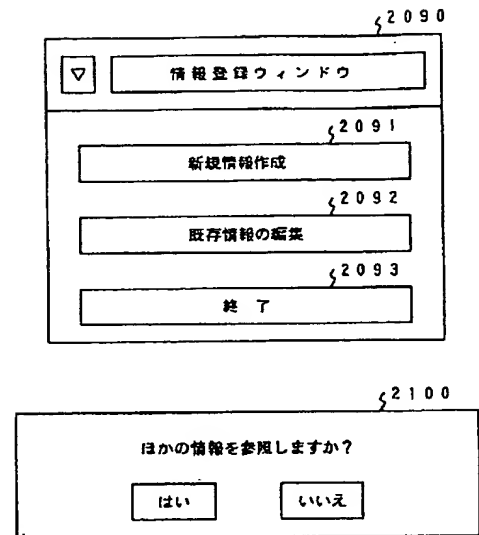 2090
▽ 情報登録ウィンドウ
2091
新規情報作成
2092
既存情報の編集
2093
終 了
2100
ほかの情報を参照しますか?
はい いいえ